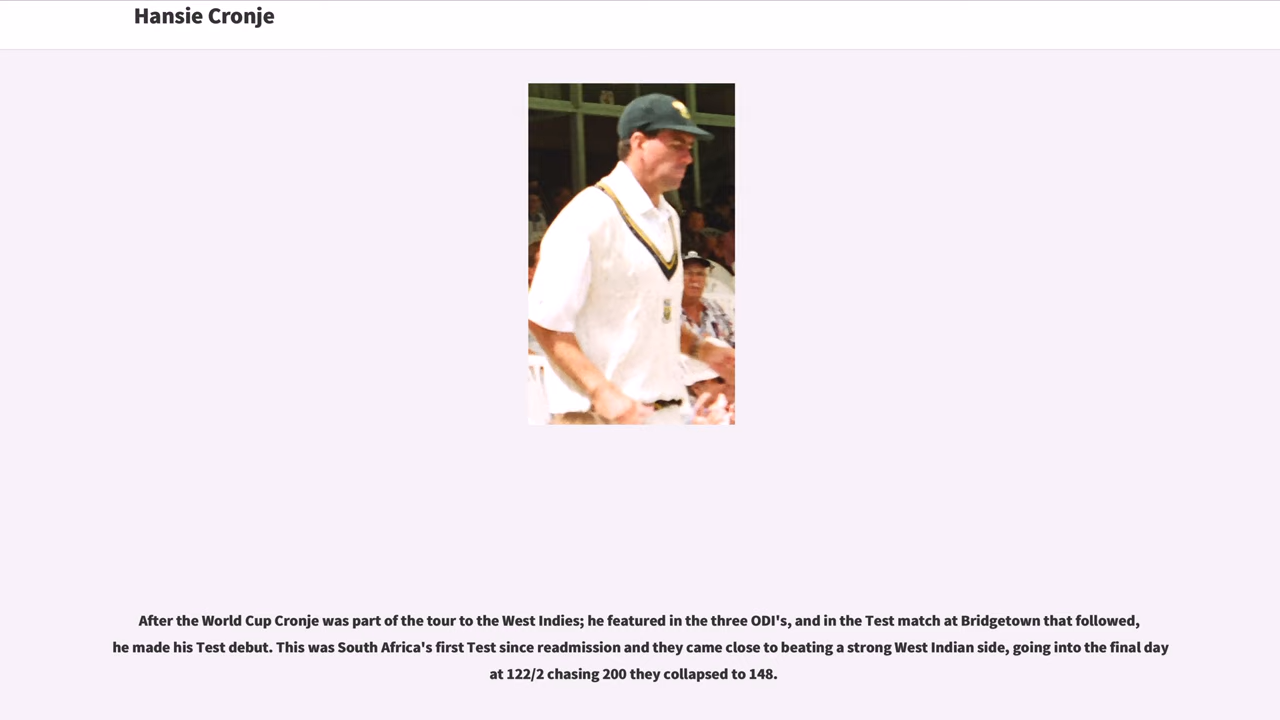 Hansie Cronje
After the World Cup Cronje was part of the tour to the West Indies; he featured in the three ODI's, and in the Test match at Bridgetown that followed,
he made his Test debut. This was South Africa's first Test since readmission and they came close to beating a strong West Indian side, going into the final day
at 122/2 chasing 200 they collapsed to 148.